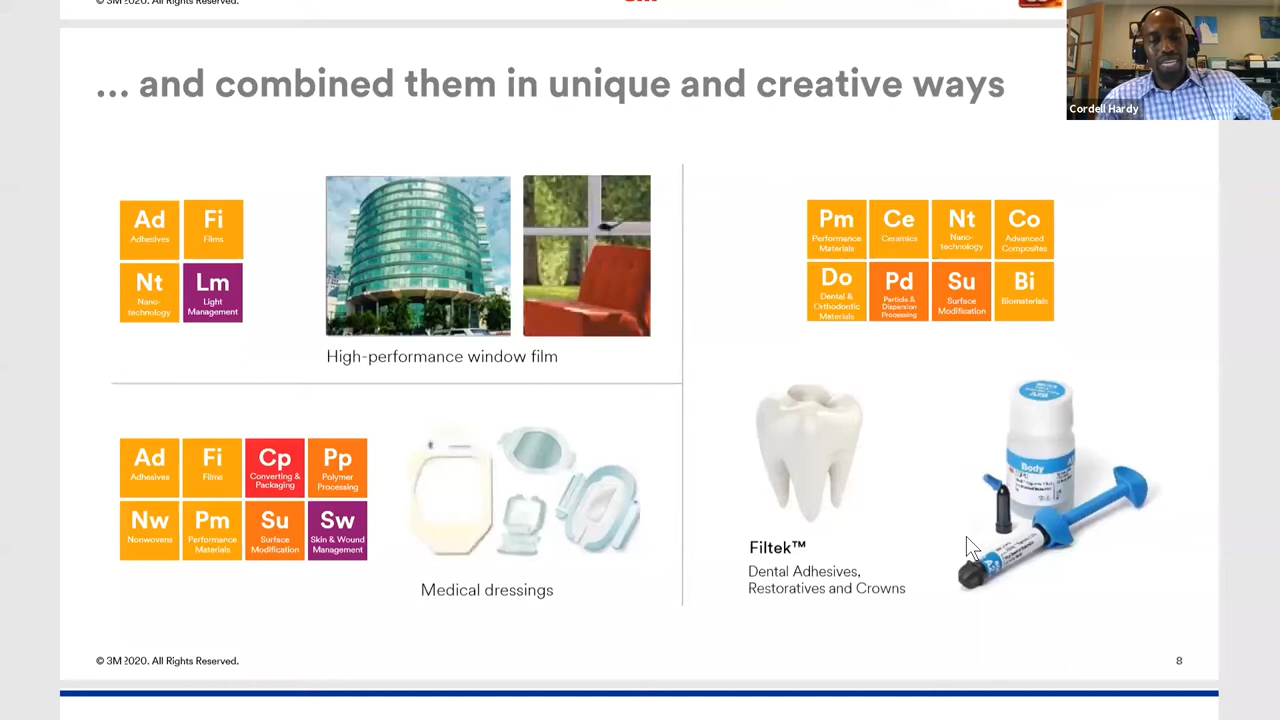 © 3M 2020. All Rights Reserved.
... and combined them in unique and creative ways
Cordell Hardy
Ad
Adhesives
Fi
Films
Nt
Nano-
technology
Lm
Light
Management
High-performance window film
Ad
Adhesives
Fi
Films
Cp
Converting &
Packaging
Pp
Polymer
Processing
Nw
Nonwovens
Pm
Performance
Materials
Su
Surface
Modification
Sw
Skin & Wound
Management
Medical dressings
Pm
Performance
Materials
Ce
Ceramics
Nt
Nano-
technology
Co
Advanced
Composites
Do
Dental &
Orthodontic
Materials
Pd
Particle &
Dispersion
Processing
Su
Surface
Modification
Bi
Biomaterials
Body
Filtek™
Dental Adhesives,
Restoratives and Crowns
© 3M 2020. All Rights Reserved.
8